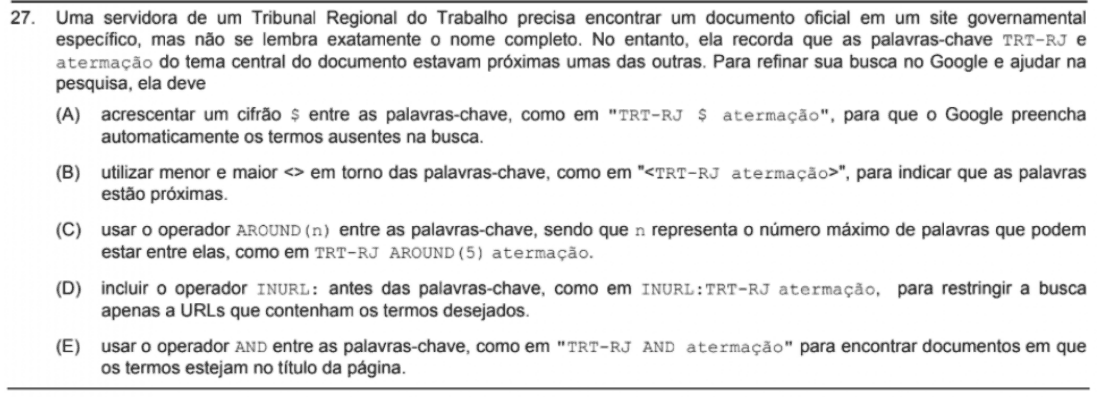 27. Uma servidora de um Tribunal Regional do Trabalho precisa encontrar um documento oficial em um site governamental
específico, mas não se lembra exatamente o nome completo. No entanto, ela recorda que as palavras-chave TRT-RJ e
atermação do tema central do documento estavam próximas umas das outras. Para refinar sua busca no Google e ajudar na
pesquisa, ela deve
(A) acrescentar um cifrão $ entre as palavras-chave, como em "TRT-RJ $ atermação", para que o Google preencha
automaticamente os termos ausentes na busca.
(B) utilizar menor e maior <> em torno das palavras-chave, como em "<TRT-RJ atermação>", para indicar que as palavras
estão próximas.
(C) usar o operador AROUND(n) entre as palavras-chave, sendo que n representa o número máximo de palavras que podem
estar entre elas, como em TRT-RJ AROUND(5) atermação.
(D) incluir o operador INURL: antes das palavras-chave, como em INURL:TRT-RJ atermação, para restringir a busca
apenas a URLs que contenham os termos desejados.
(E) usar o operador AND entre as palavras-chave, como em "TRT-RJ AND atermação" para encontrar documentos em que
os termos estejam no título da página.